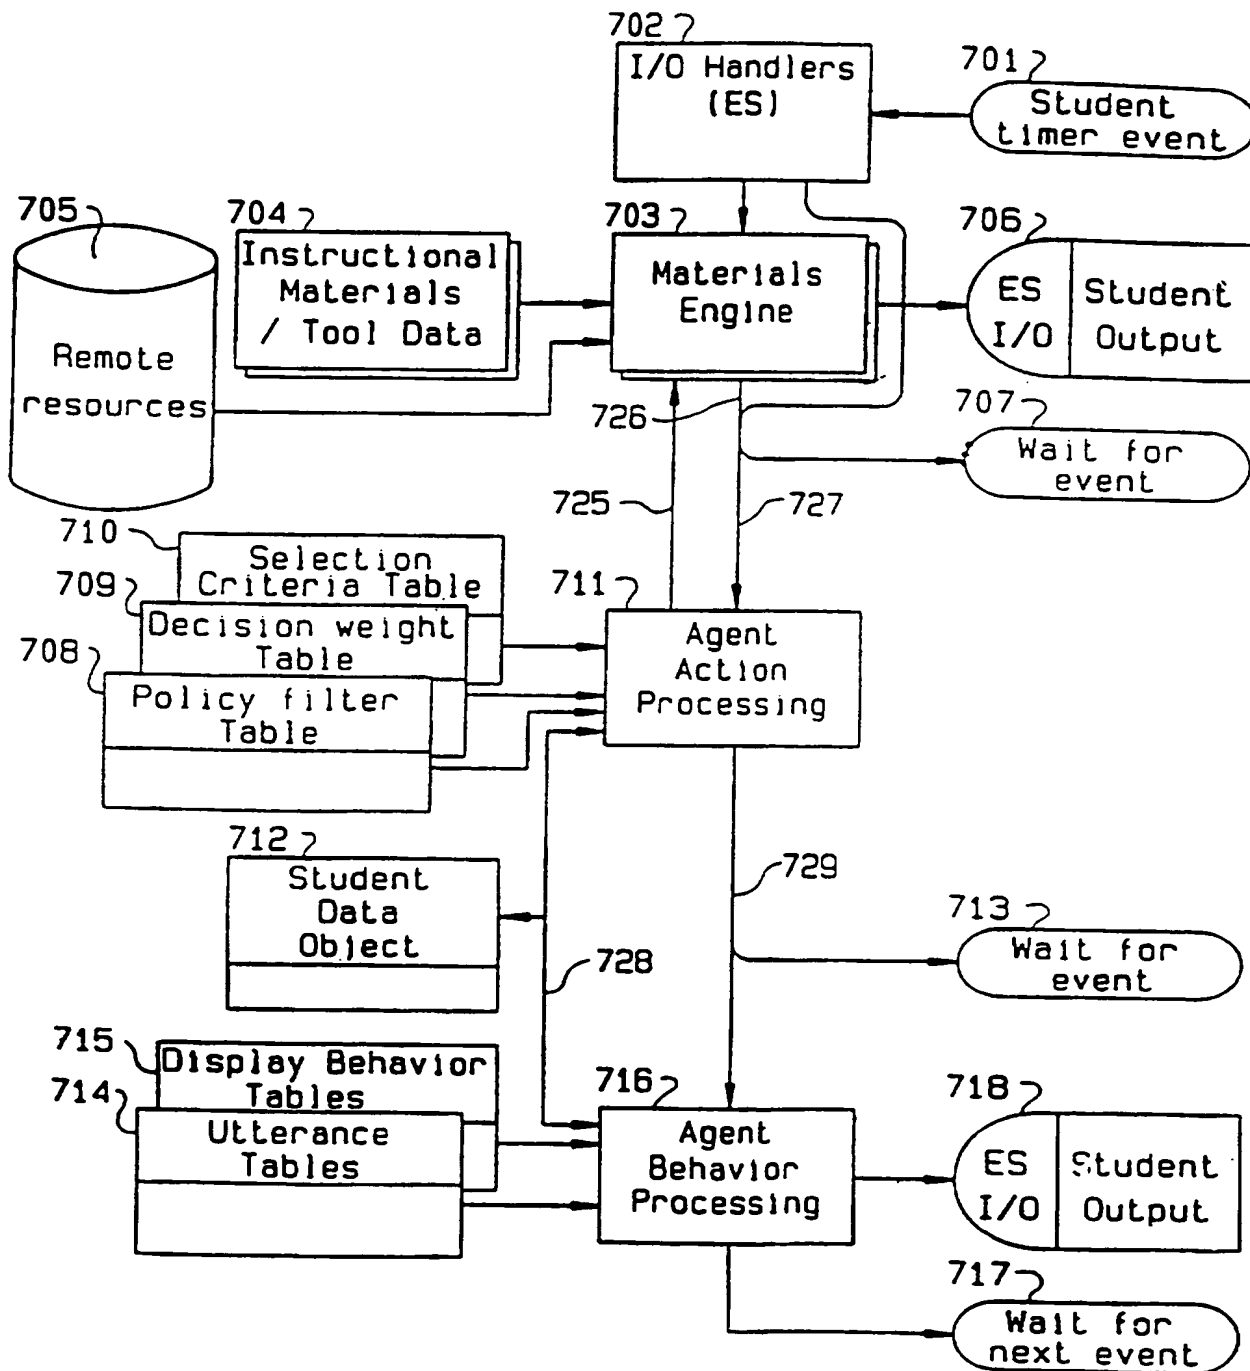 702
I/O Handlers
(ES)
701
Student
timer event
705
Remote
resources
704
Instructional
Materials
/ Tool Data
703
Materials
Engine
706
ES
I/O
Student
Output
726
707
Wait for
event
725
727
710
Selection
Criteria Table
709
Decision weight
Table
708
Policy filter
Table
711
Agent
Action
Processing
712
Student
Data
Object
728
729
713
Wait for
event
715
Display Behavior
Tables
714
Utterance
Tables
716
Agent
Behavior
Processing
718
ES
I/O
Student
Output
717
Wait for
next event